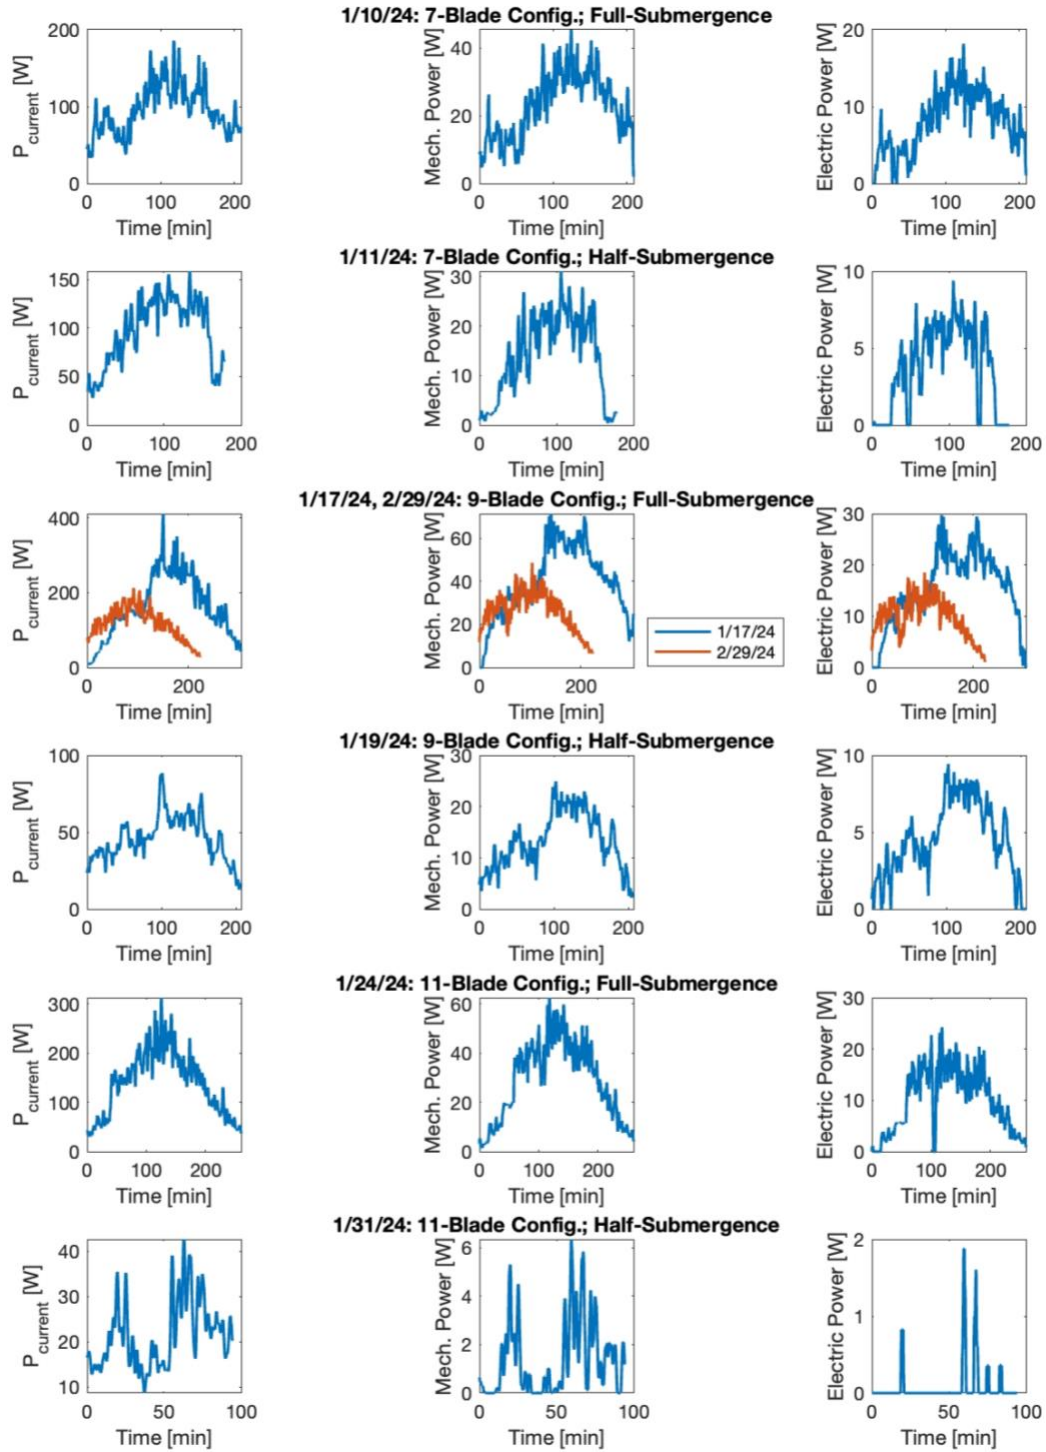 1/10/24: 7-Blade Config.; Full-Submergence
P_current [W]
200
100
0
0 100 200
Time [min]
Mech. Power [W]
40
20
0
0 100 200
Time [min]
Electric Power [W]
20
10
0
0 100 200
Time [min]
1/11/24: 7-Blade Config.; Half-Submergence
P_current [W]
150
100
50
0
0 100 200
Time [min]
Mech. Power [W]
30
20
10
0
0 100 200
Time [min]
Electric Power [W]
10
5
0
0 100 200
Time [min]
1/17/24, 2/29/24: 9-Blade Config.; Full-Submergence
P_current [W]
400
200
0
0 200
Time [min]
Mech. Power [W]
60
40
20
0
0 200
Time [min]
1/17/24
2/29/24
Electric Power [W]
30
20
10
0
0 200
Time [min]
1/19/24: 9-Blade Config.; Half-Submergence
P_current [W]
100
50
0
0 100 200
Time [min]
Mech. Power [W]
30
20
10
0
0 100 200
Time [min]
Electric Power [W]
10
5
0
0 100 200
Time [min]
1/24/24: 11-Blade Config.; Full-Submergence
P_current [W]
300
200
100
0
0 100 200
Time [min]
Mech. Power [W]
60
40
20
0
0 100 200
Time [min]
Electric Power [W]
30
20
10
0
0 100 200
Time [min]
1/31/24: 11-Blade Config.; Half-Submergence
P_current [W]
40
30
20
10
0 50 100
Time [min]
Mech. Power [W]
6
4
2
0
0 50 100
Time [min]
Electric Power [W]
2
1
0
0 50 100
Time [min]